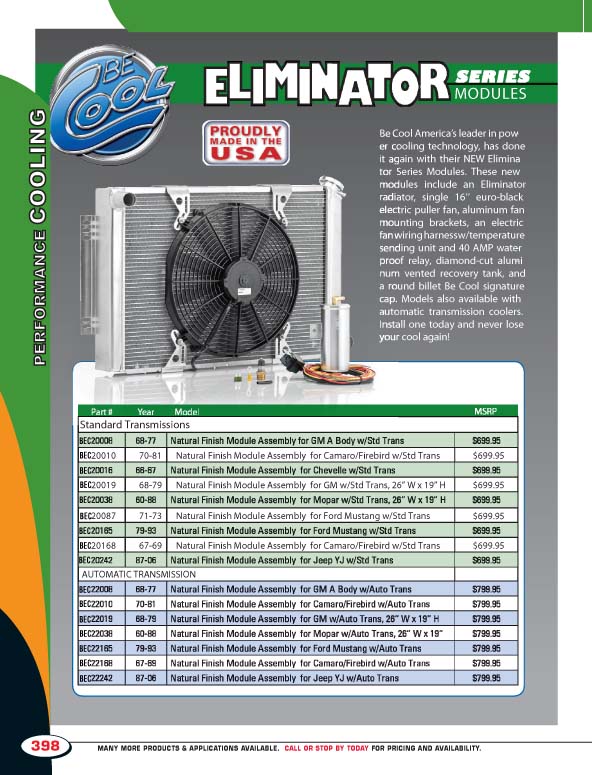 BE COOL
ELIMINATOR SERIES MODULES
PROUDLY
MADE IN THE
USA
Be Cool America's leader in pow
er cooling technology, has done
it again with their NEW Elimina
tor Series Modules. These new
modules include an Eliminator
radiator, single 16" euro-black
electric puller fan, aluminum fan
mounting brackets, an electric
fan wiring harnessw/temperature
sending unit and 40 AMP water
proof relay, diamond-cut alumi
num vented recovery tank, and
a round billet Be Cool signature
cap. Models also available with
automatic transmission coolers.
Install one today and never lose
your cool again!
PERFORMANCE COOLING
Part # Year Model MSRP
Standard Transmissions
BEC20008 68-77 Natural Finish Module Assembly for GM A Body w/Std Trans $699.95
BEC20010 70-81 Natural Finish Module Assembly for Camaro/Firebird w/Std Trans $699.95
BEC20016 66-67 Natural Finish Module Assembly for Chevelle w/Std Trans $699.95
BEC20019 68-79 Natural Finish Module Assembly for GM w/Std Trans, 26" W x 19" H $699.95
BEC20038 60-88 Natural Finish Module Assembly for Mopar w/Std Trans, 26" W x 19" H $699.95
BEC20087 71-73 Natural Finish Module Assembly for Ford Mustang w/Std Trans $699.95
BEC20165 79-93 Natural Finish Module Assembly for Ford Mustang w/Std Trans $699.95
BEC20168 67-69 Natural Finish Module Assembly for Camaro/Firebird w/Std Trans $699.95
BEC20242 87-06 Natural Finish Module Assembly for Jeep YJ w/Std Trans $699.95
AUTOMATIC TRANSMISSION
BEC22008 68-77 Natural Finish Module Assembly for GM A Body w/Auto Trans $799.95
BEC22010 70-81 Natural Finish Module Assembly for Camaro/Firebird w/Auto Trans $799.95
BEC22019 68-79 Natural Finish Module Assembly for GM w/Auto Trans, 26" W x 19" H $799.95
BEC22038 60-88 Natural Finish Module Assembly for Mopar w/Auto Trans, 26" W x 19" $799.95
BEC22165 79-93 Natural Finish Module Assembly for Ford Mustang w/Auto Trans $799.95
BEC22168 67-69 Natural Finish Module Assembly for Camaro/Firebird w/Auto Trans $799.95
BEC22242 87-06 Natural Finish Module Assembly for Jeep YJ w/Auto Trans $799.95
398 MANY MORE PRODUCTS & APPLICATIONS AVAILABLE. CALL OR STOP BY TODAY FOR PRICING AND AVAILABILITY.